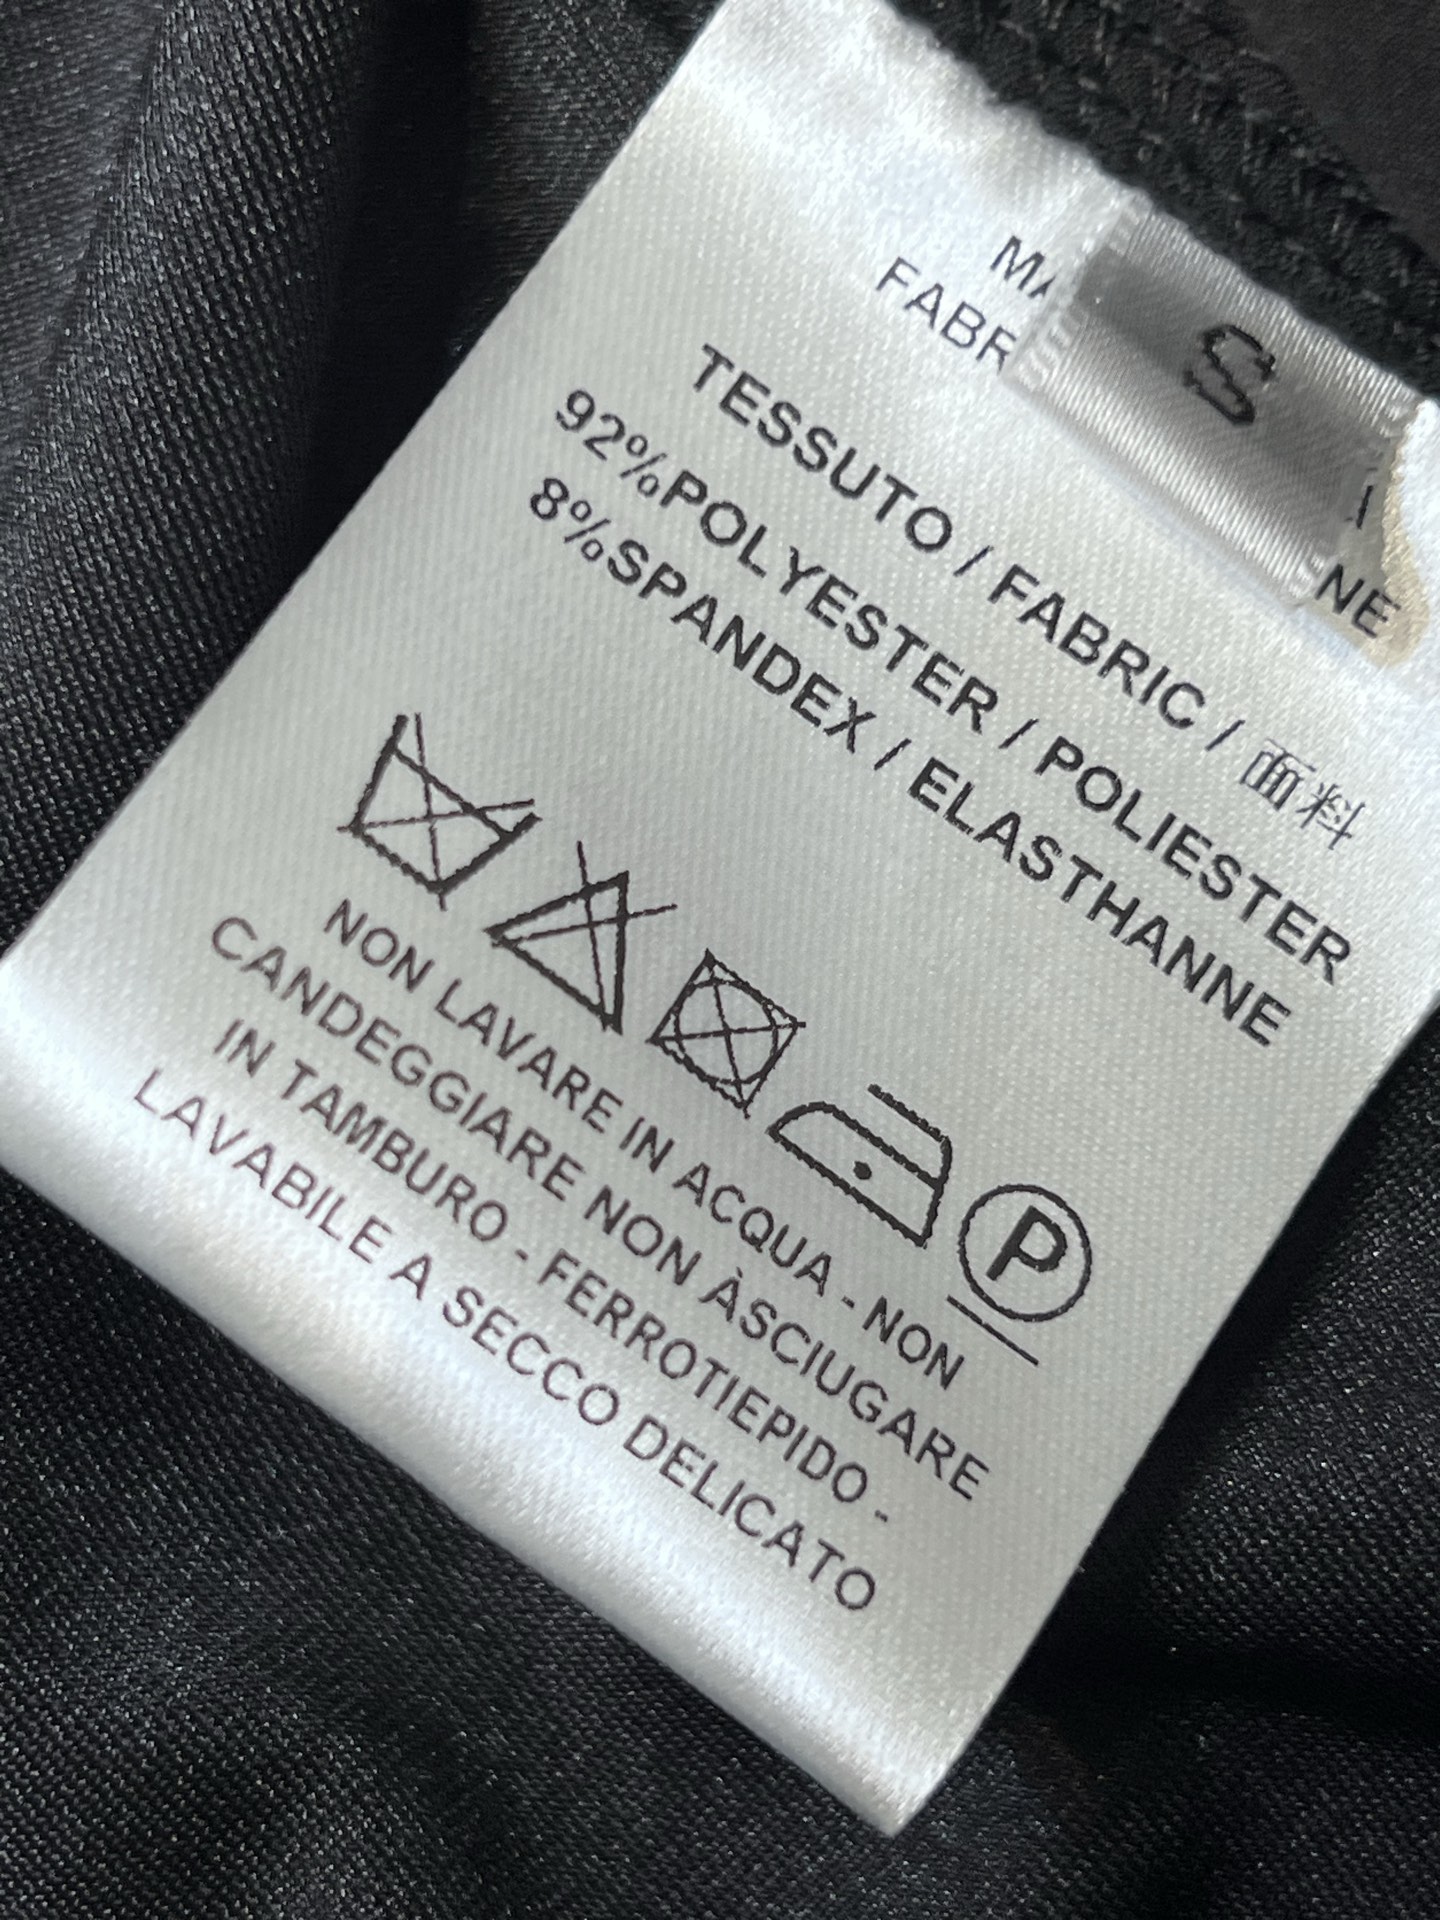 S
TESSUTO / FABRIC / 面料
92%POLYESTER / POLIESTER
8%SPANDEX / ELASTHANNE
P
NON LAVARE IN ACQUA - NON
CANDEGGIARE NON ÀSCIUGARE
IN TAMBURO - FERROTIEPIDO -
LAVABILE A SECCO DELICATO